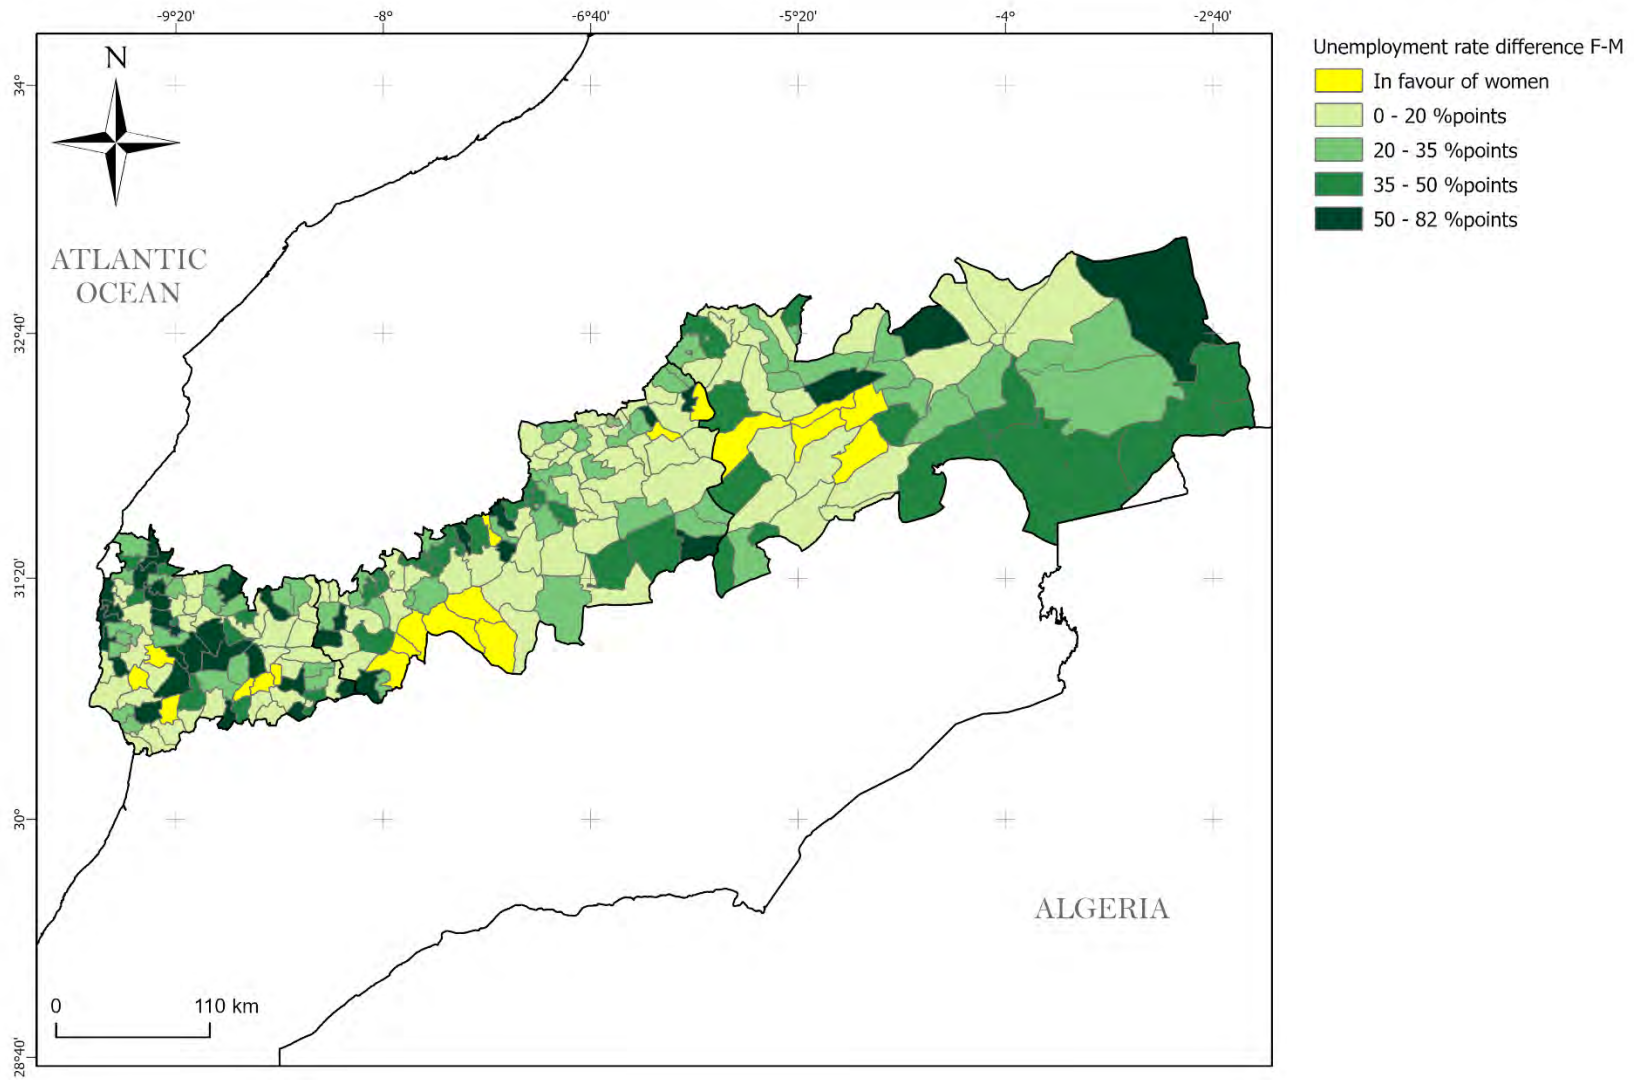 -9°20'
-8°
-6°40'
-5°20'
-4°
-2°40'
34°
32°40'
31°20'
30°
28°40'
N
ATLANTIC
OCEAN
ALGERIA
0
110 km
Unemployment rate difference F-M
In favour of women
0 - 20 %points
20 - 35 %points
35 - 50 %points
50 - 82 %points